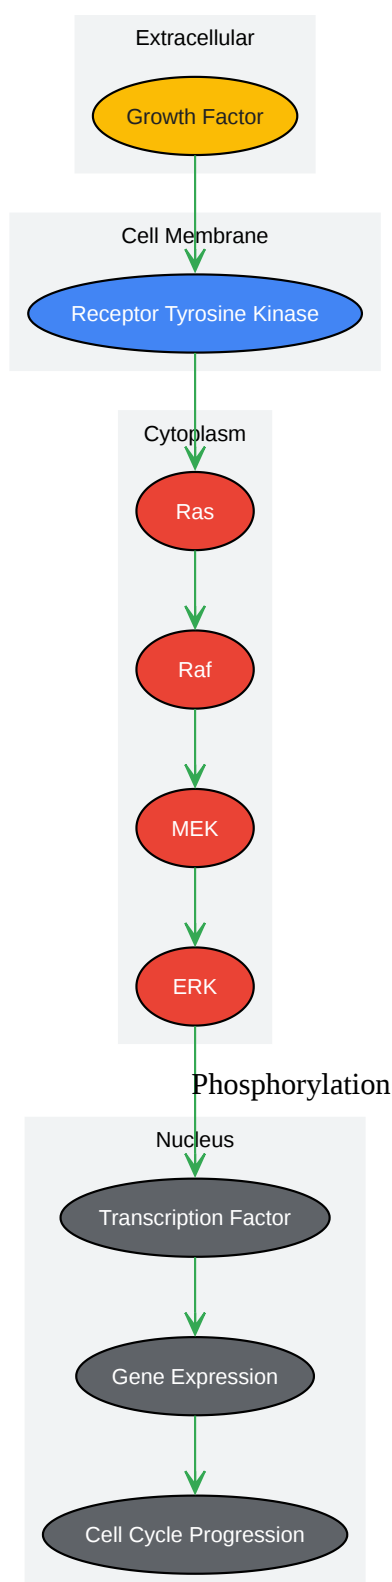 Extracellular
Growth Factor
Cell Membrane
Receptor Tyrosine Kinase
Cytoplasm
Ras
Raf
MEK
ERK
Phosphorylation
Nucleus
Transcription Factor
Gene Expression
Cell Cycle Progression